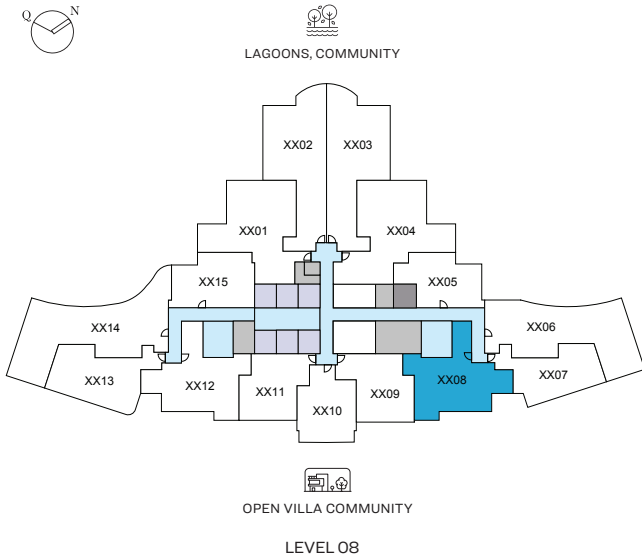 Q N
LAGOONS, COMMUNITY
XX02 XX03
XX01 XX04
XX15 XX05
XX14 XX06
XX13 XX12 XX11 XX10 XX09 XX08 XX07
OPEN VILLA COMMUNITY
LEVEL 08